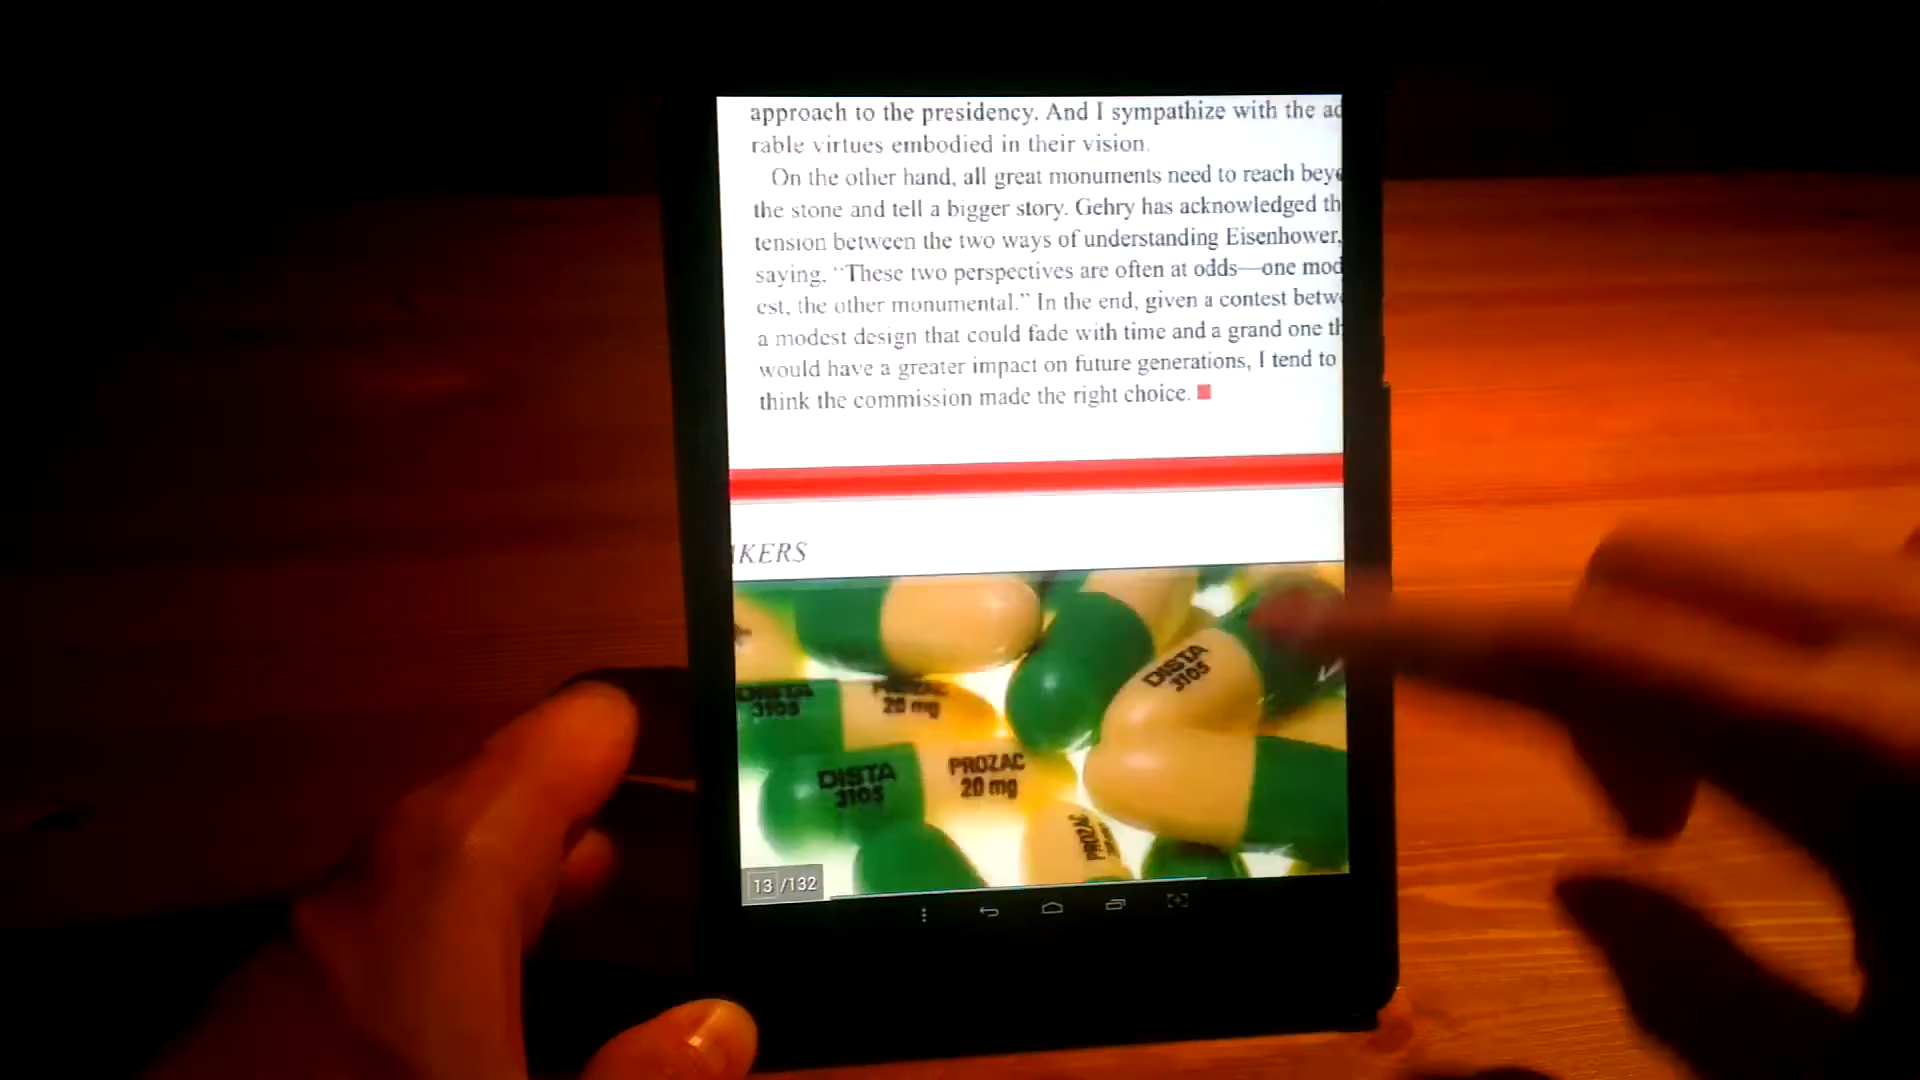 approach to the presidency. And I sympathize with the ad
rable virtues embodied in their vision.
On the other hand, all great monuments need to reach beyo
the stone and tell a bigger story. Gehry has acknowledged th
tension between the two ways of understanding Eisenhower,
saying, “These two perspectives are often at odds—one mod
est, the other monumental.” In the end, given a contest betwe
a modest design that could fade with time and a grand one th
would have a greater impact on future generations, I tend to
think the commission made the right choice.
KERS
DISTA
3105
DISTA
3105
PROZAC
20 mg
DISTA
3105
PROZAC
20 mg
PROZAC
13 /132